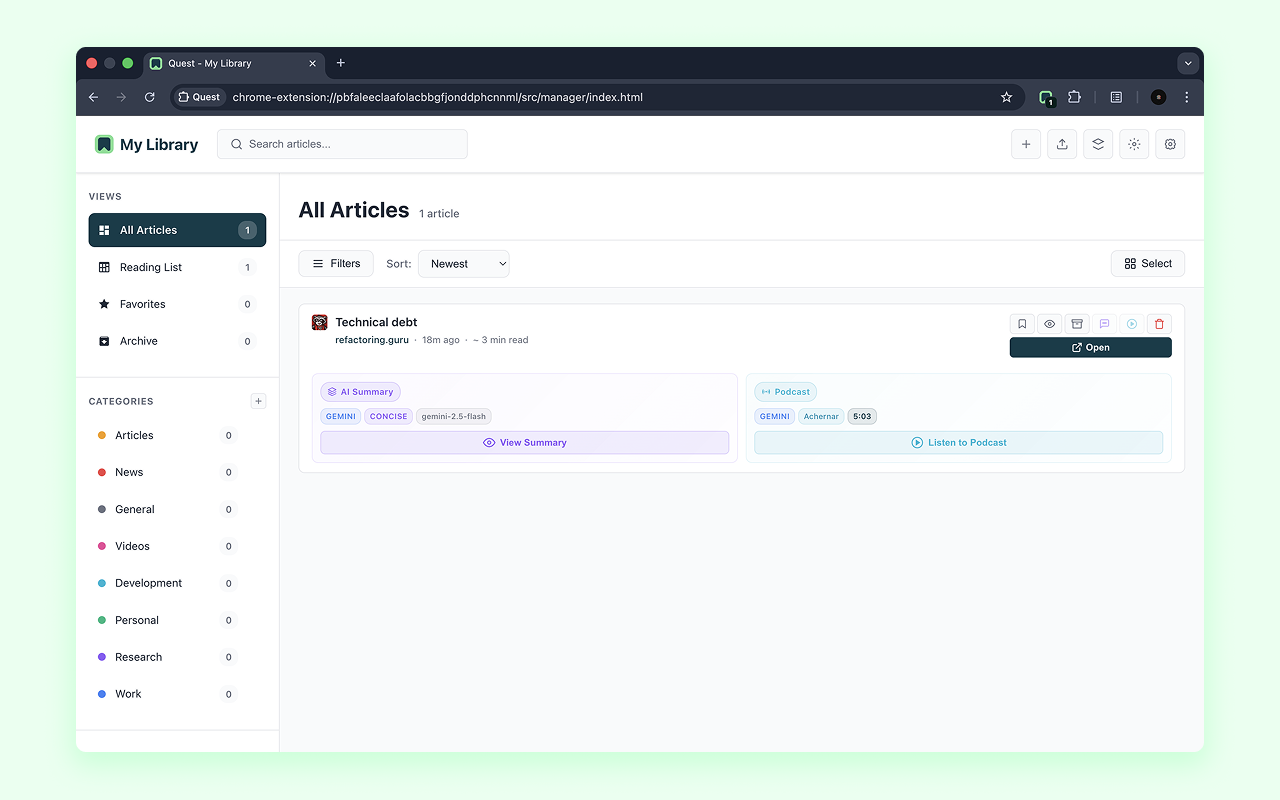 Quest - My Library
Quest
chrome-extension://pbfaleeclaafolacbbgfjonddphcnnml/src/manager/index.html
1
My Library
Search articles...
VIEWS
All Articles 1
Reading List 1
Favorites 0
Archive 0
CATEGORIES
Articles 0
News 0
General 0
Videos 0
Development 0
Personal 0
Research 0
Work 0
All Articles 1 article
Filters Sort: Newest Select
Technical debt
refactoring.guru · 18m ago · ~ 3 min read
Open
AI Summary
GEMINI CONCISE gemini-2.5-flash
View Summary
Podcast
GEMINI Achernar 5:03
Listen to Podcast